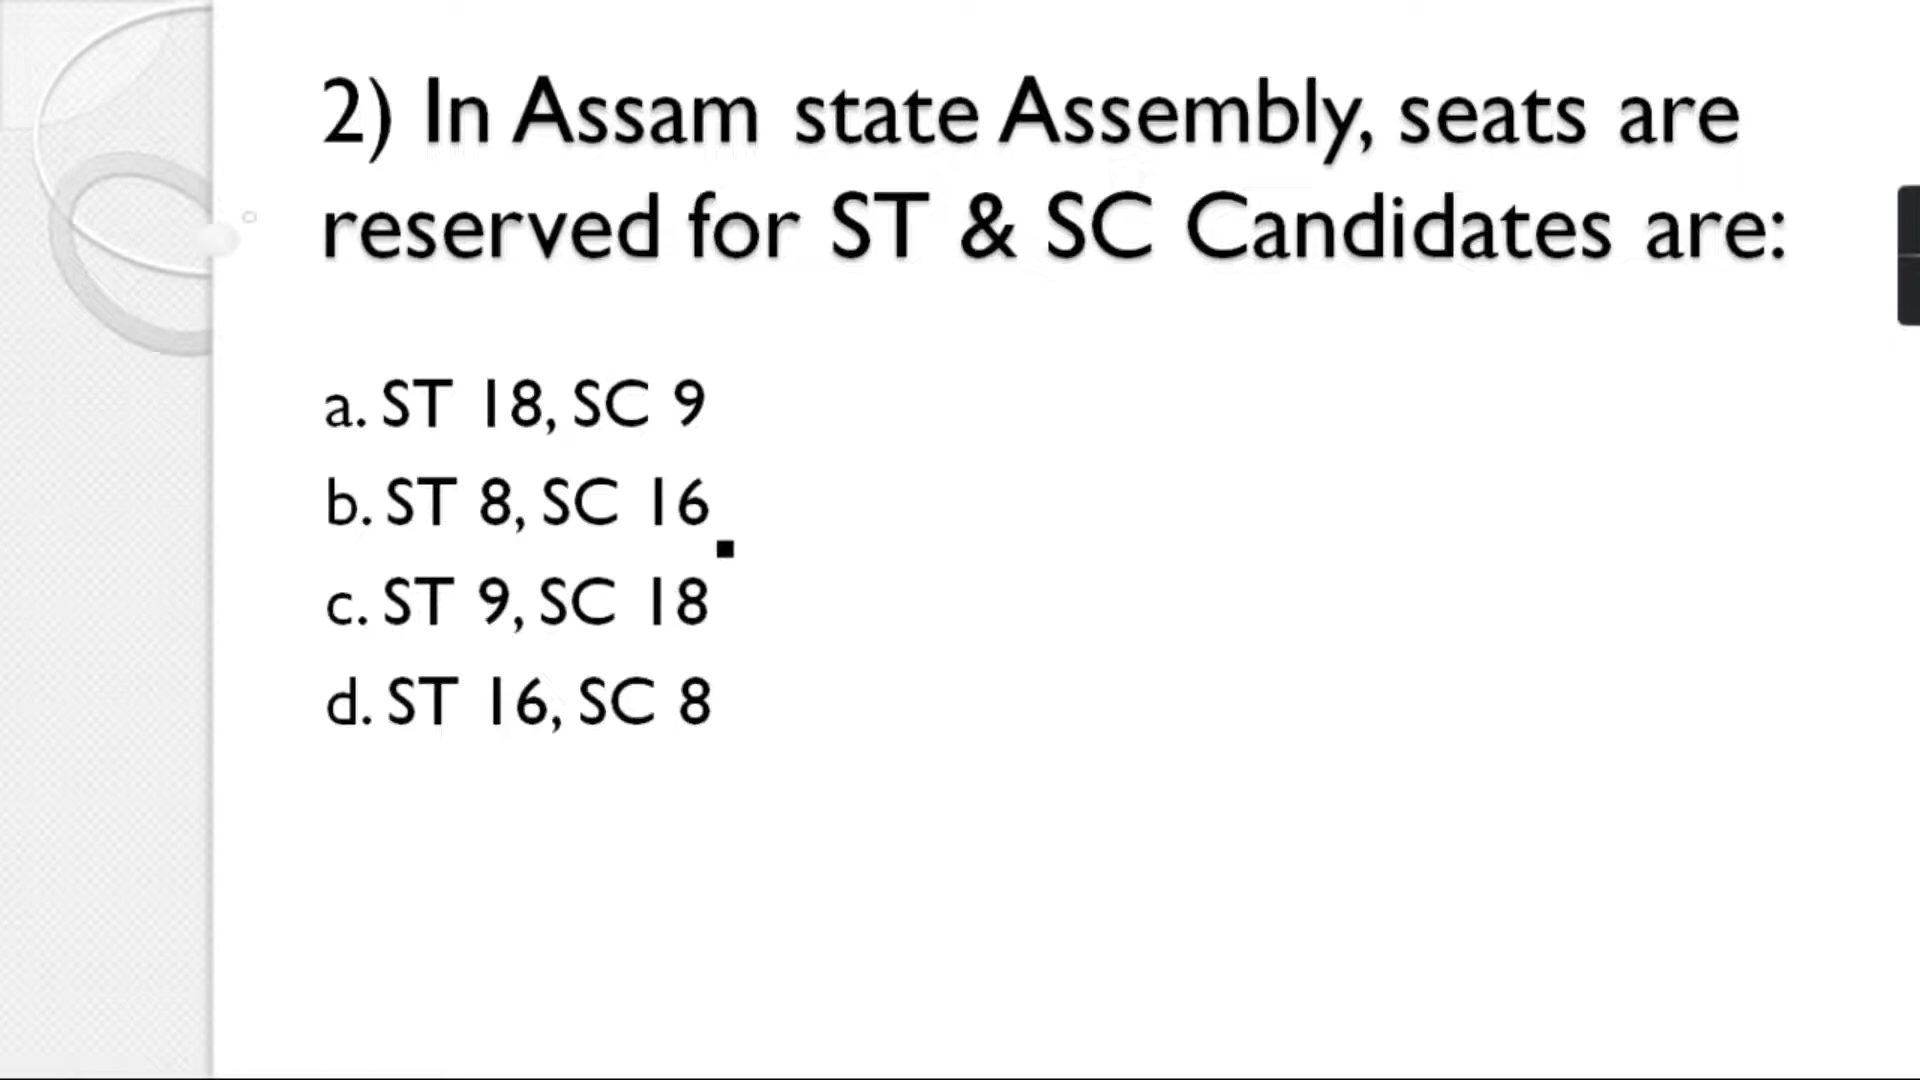 2) In Assam state Assembly, seats are
reserved for ST & SC Candidates are:
a. ST 18, SC 9
b. ST 8, SC 16
c. ST 9, SC 18
d. ST 16, SC 8